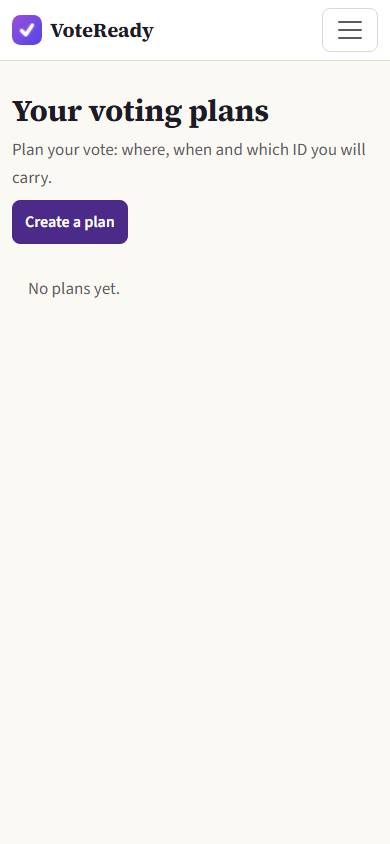 VoteReady
Your voting plans
Plan your vote: where, when and which ID you will
carry.
Create a plan
No plans yet.